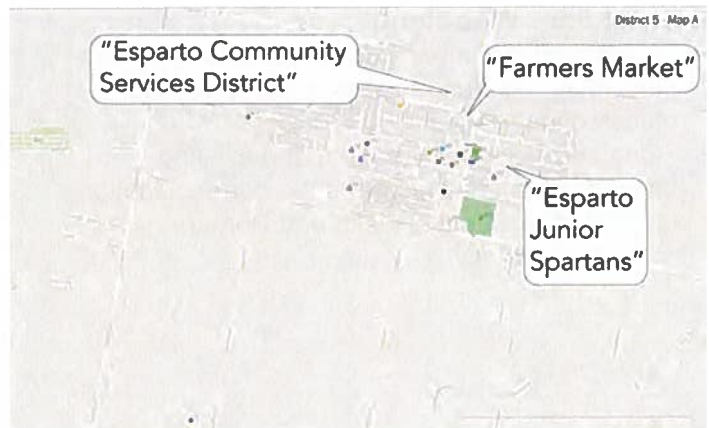 District 5 Map A
"Esparto Community
Services District"
"Farmers Market"
"Esparto
Junior
Spartans"